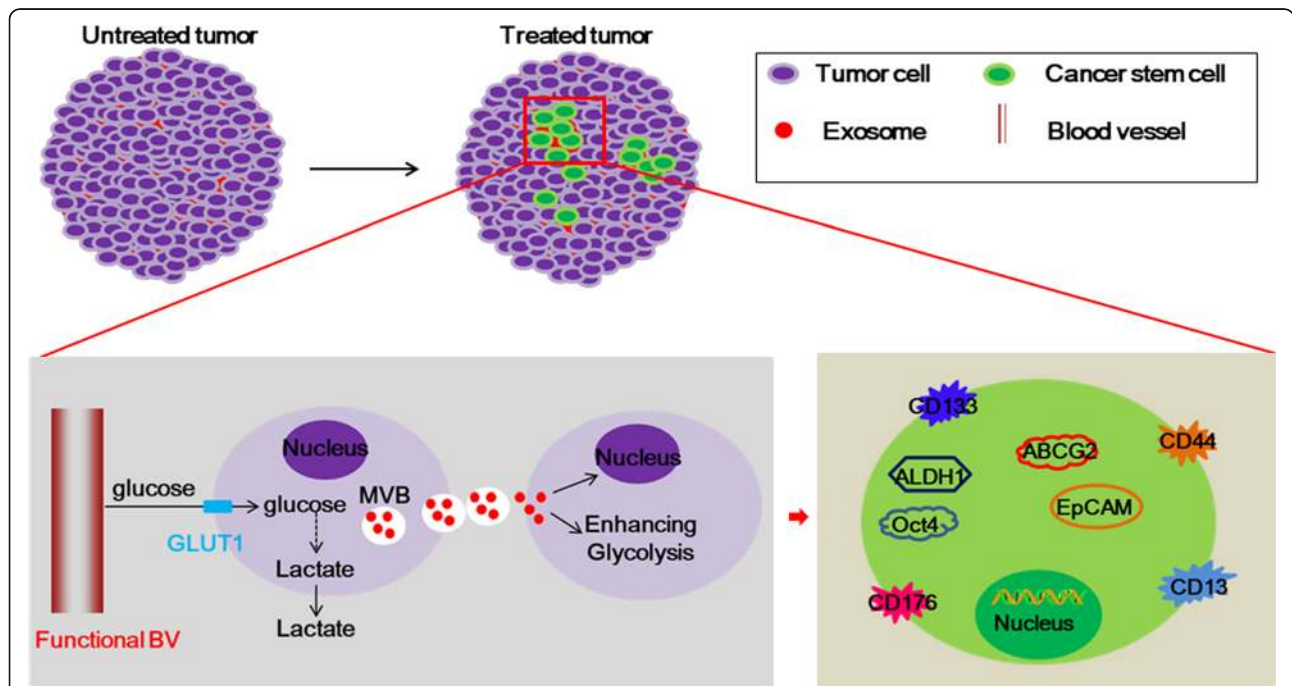 Untreated tumor
Treated tumor
Tumor cell
Cancer stem cell
Exosome
Blood vessel
glucose
GLUT1
Functional BV
Nucleus
glucose
MVB
Lactate
Lactate
Nucleus
Enhancing
Glycolysis
CD133
ABCG2
CD44
ALDH1
EpCAM
Oct4
CD176
CD13
Nucleus